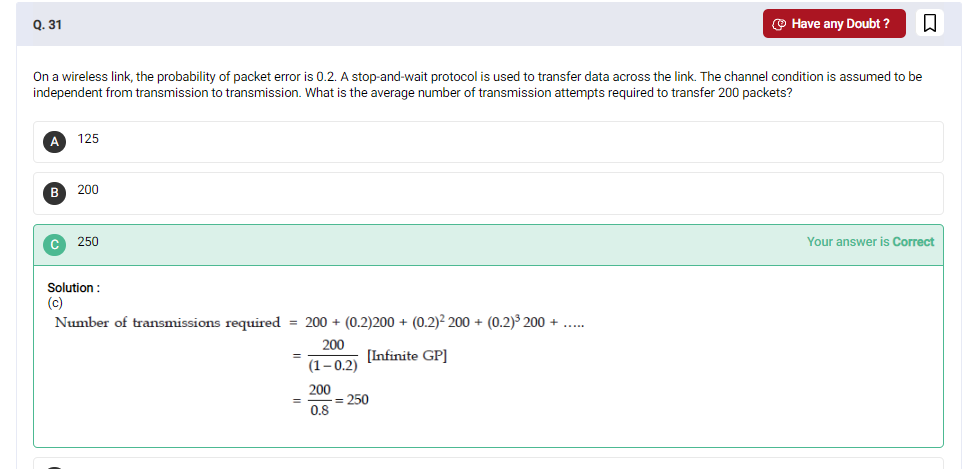 Q. 31
Have any Doubt ?
On a wireless link, the probability of packet error is 0.2. A stop-and-wait protocol is used to transfer data across the link. The channel condition is assumed to be
independent from transmission to transmission. What is the average number of transmission attempts required to transfer 200 packets?
A 125
B 200
C 250 Your answer is Correct
Solution :
(c)
Number of transmissions required = 200 + (0.2)200 + (0.2)² 200 + (0.2)³ 200 + .....
= 200 / (1 – 0.2) [Infinite GP]
= 200 / 0.8 = 250